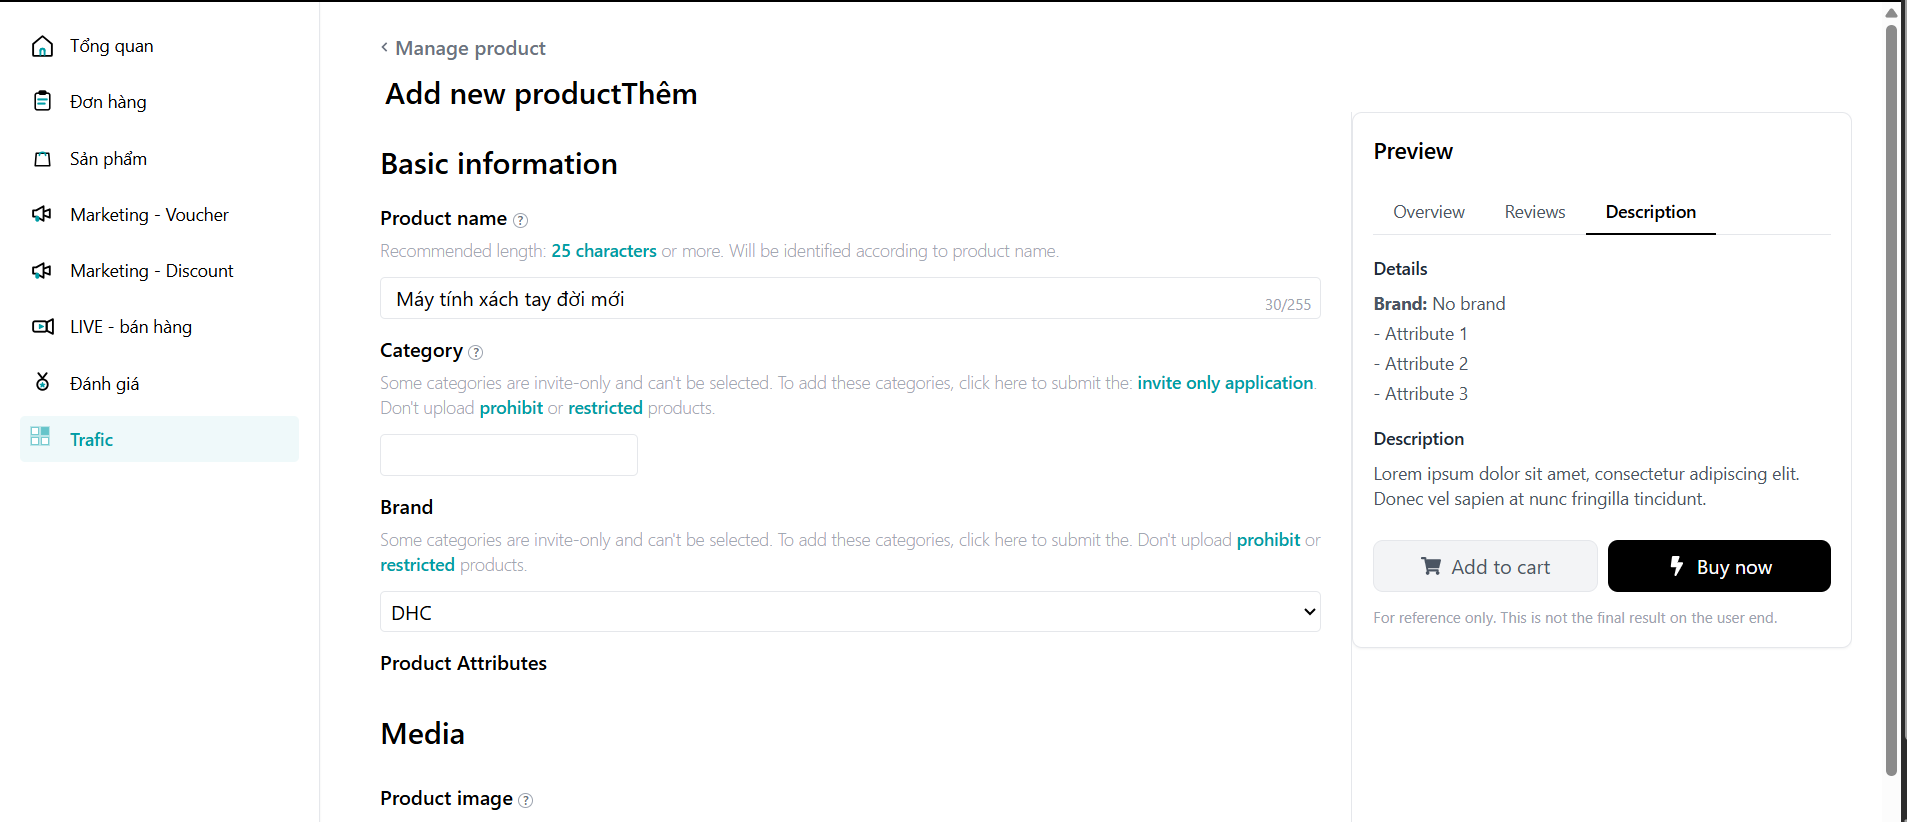 Tổng quan
Đơn hàng
Sản phẩm
Marketing - Voucher
Marketing - Discount
LIVE - bán hàng
Đánh giá
Trafic
‹ Manage product
Add new productThêm
Basic information
Product name ?
Recommended length: 25 characters or more. Will be identified according to product name.
Máy tính xách tay đời mới
30/255
Category ?
Some categories are invite-only and can't be selected. To add these categories, click here to submit the: invite only application.
Don't upload prohibit or restricted products.
Brand
Some categories are invite-only and can't be selected. To add these categories, click here to submit the. Don't upload prohibit or
restricted products.
DHC
Product Attributes
Media
Product image ?
Preview
Overview Reviews Description
Details
Brand: No brand
- Attribute 1
- Attribute 2
- Attribute 3
Description
Lorem ipsum dolor sit amet, consectetur adipiscing elit.
Donec vel sapien at nunc fringilla tincidunt.
Add to cart Buy now
For reference only. This is not the final result on the user end.